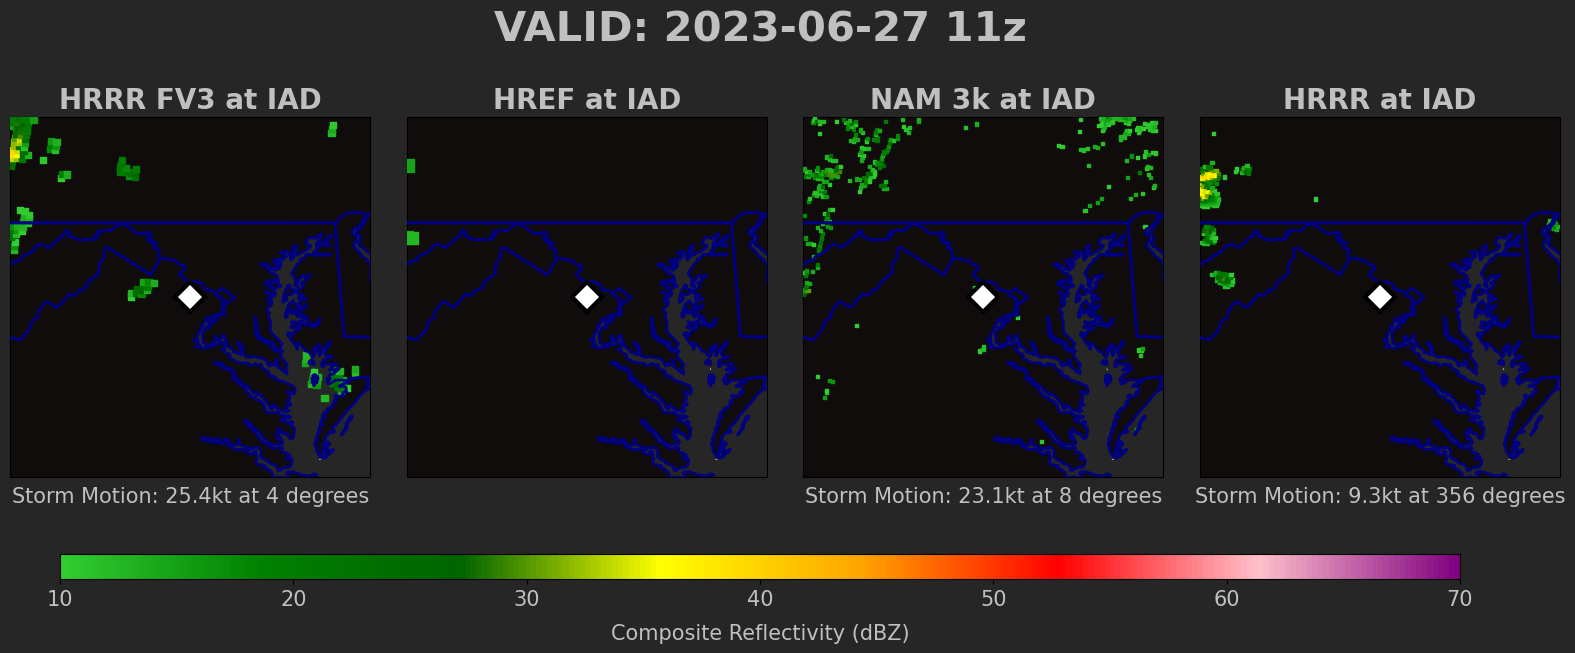 VALID: 2023-06-27 11z
HRRR FV3 at IAD
HREF at IAD
NAM 3k at IAD
HRRR at IAD
Storm Motion: 25.4kt at 4 degrees
Storm Motion: 23.1kt at 8 degrees
Storm Motion: 9.3kt at 356 degrees
10 20 30 40 50 60 70
Composite Reflectivity (dBZ)